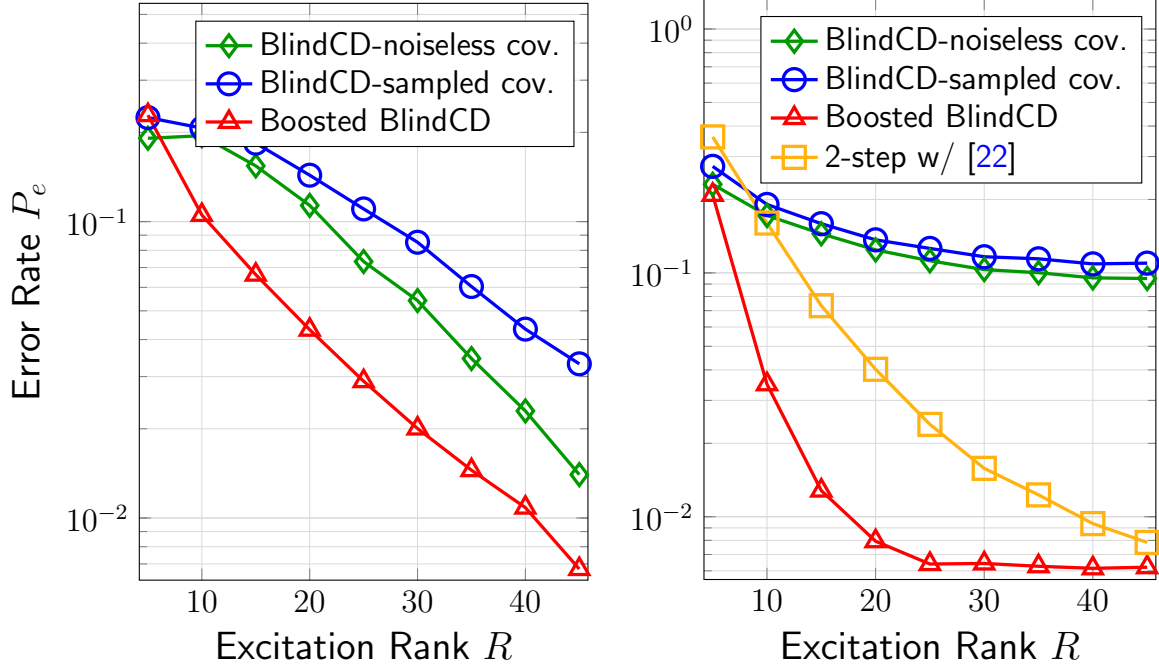 BlindCD-noiseless cov.
BlindCD-sampled cov.
Boosted BlindCD
10^{-1}
10^{-2}
Error Rate P_e
10 20 30 40
Excitation Rank R
BlindCD-noiseless cov.
BlindCD-sampled cov.
Boosted BlindCD
2-step w/ [22]
10^0
10^{-1}
10^{-2}
10 20 30 40
Excitation Rank R